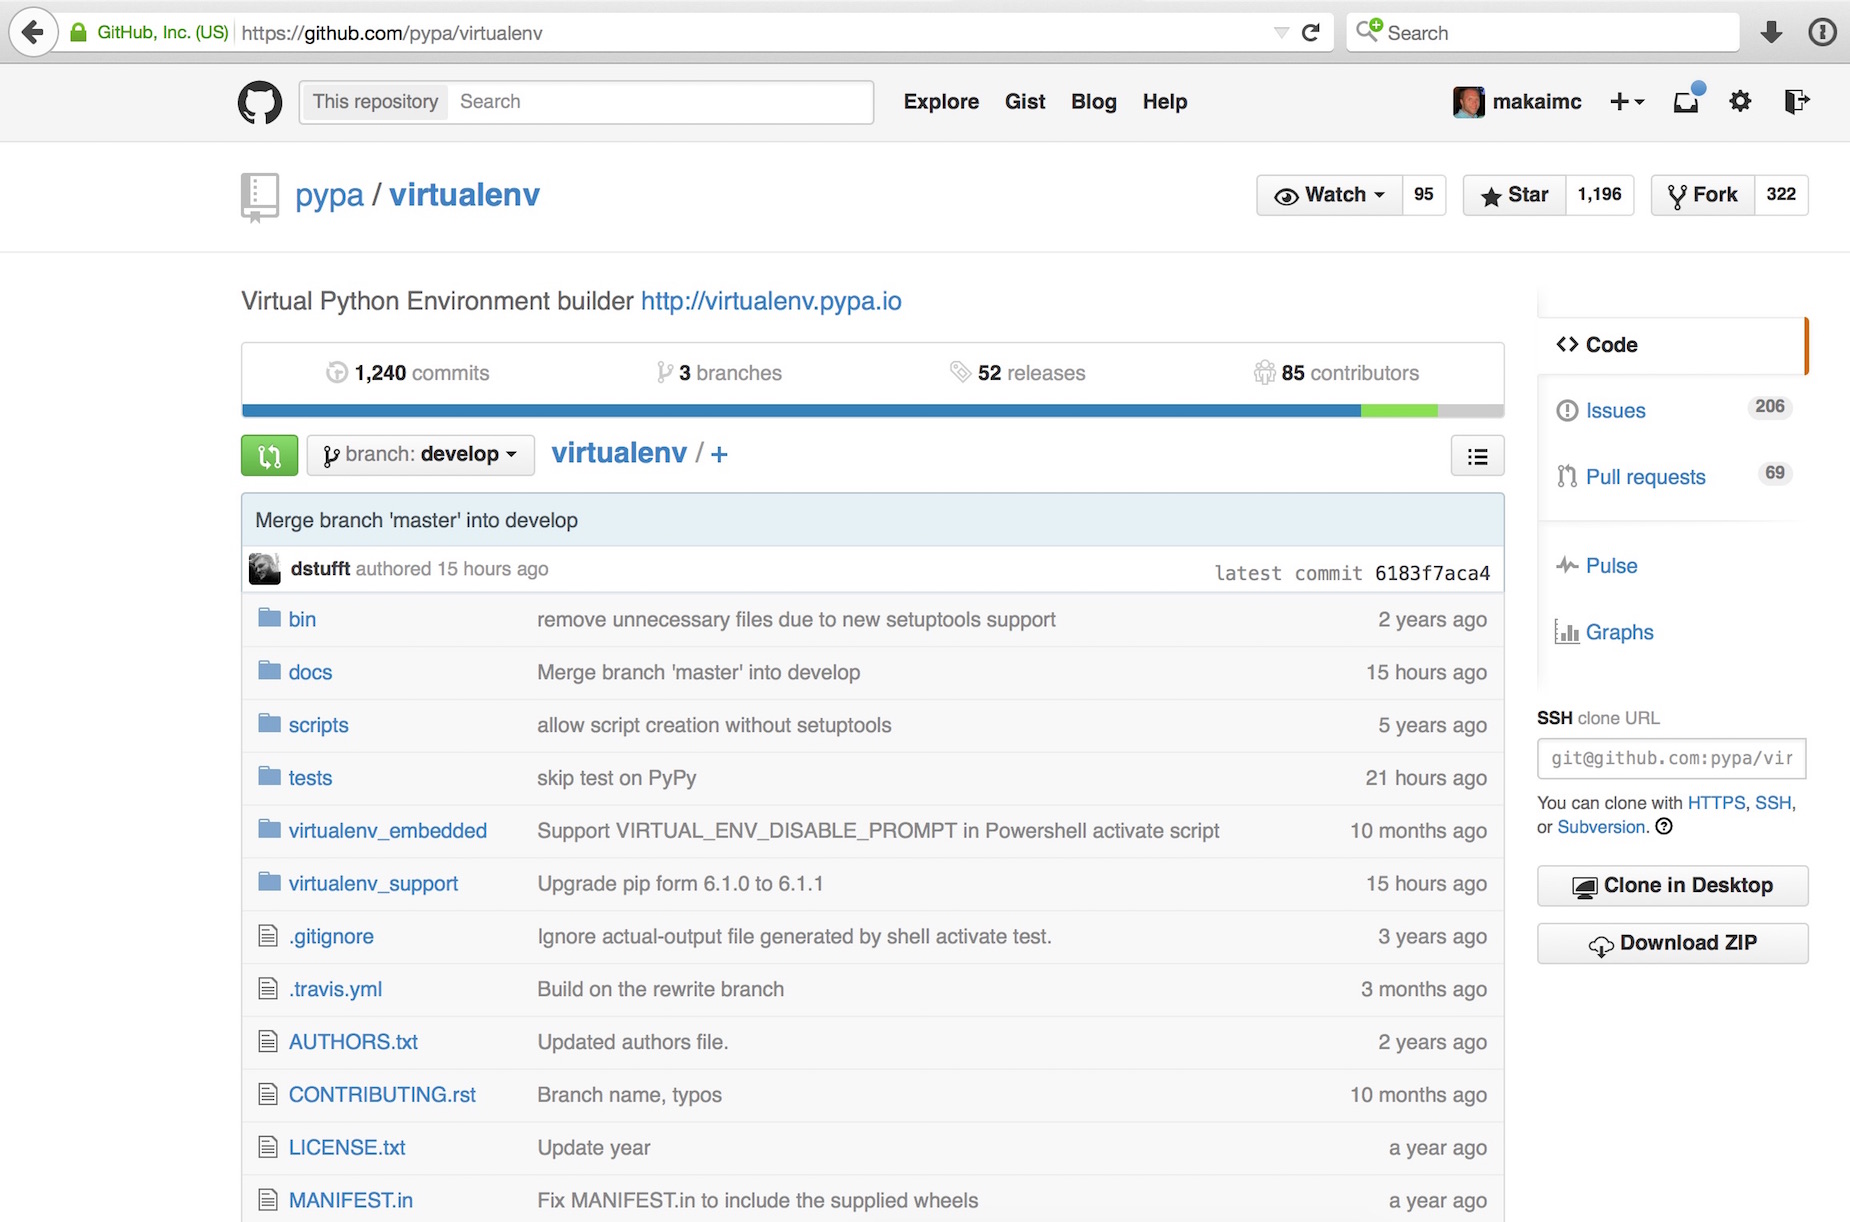 GitHub, Inc. (US) https://github.com/pypa/virtualenv Search
This repository Search Explore Gist Blog Help makaimc
pypa / virtualenv Watch 95 Star 1,196 Fork 322
Virtual Python Environment builder http://virtualenv.pypa.io
1,240 commits 3 branches 52 releases 85 contributors
branch: develop virtualenv / +
Merge branch 'master' into develop
dstufft authored 15 hours ago latest commit 6183f7aca4
bin remove unnecessary files due to new setuptools support 2 years ago
docs Merge branch 'master' into develop 15 hours ago
scripts allow script creation without setuptools 5 years ago
tests skip test on PyPy 21 hours ago
virtualenv_embedded Support VIRTUAL_ENV_DISABLE_PROMPT in Powershell activate script 10 months ago
virtualenv_support Upgrade pip form 6.1.0 to 6.1.1 15 hours ago
.gitignore Ignore actual-output file generated by shell activate test. 3 years ago
.travis.yml Build on the rewrite branch 3 months ago
AUTHORS.txt Updated authors file. 2 years ago
CONTRIBUTING.rst Branch name, typos 10 months ago
LICENSE.txt Update year a year ago
MANIFEST.in Fix MANIFEST.in to include the supplied wheels a year ago
Code
Issues 206
Pull requests 69
Pulse
Graphs
SSH clone URL
git@github.com:pypa/vir
You can clone with HTTPS, SSH,
or Subversion.
Clone in Desktop
Download ZIP